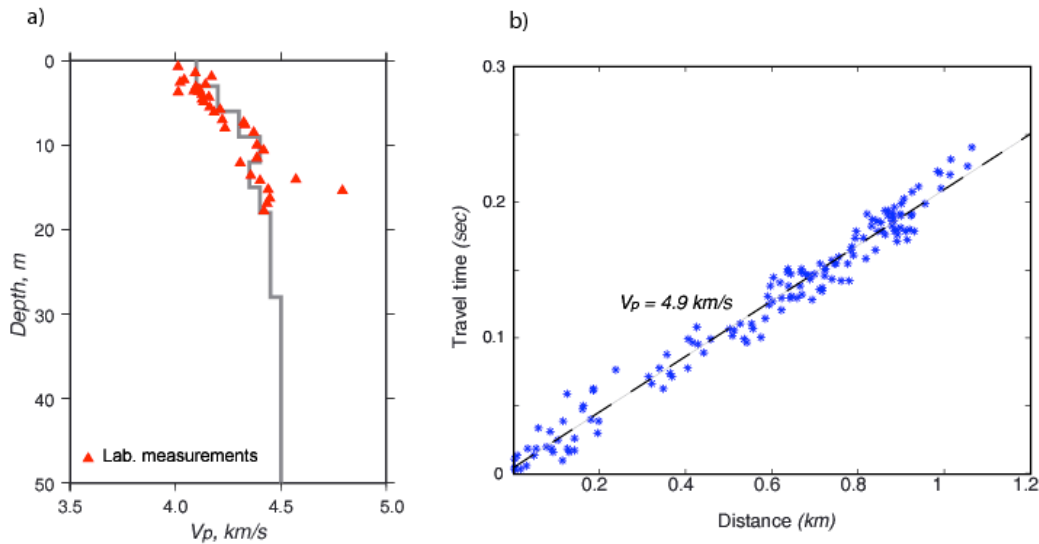 a)
0
10
20
30
40
50
Depth, m
3.5 4.0 4.5 5.0
Vp, km/s
Lab. measurements
b)
0.3
0.2
0.1
0
Travel time (sec)
Vp = 4.9 km/s
0.2 0.4 0.6 0.8 1 1.2
Distance (km)